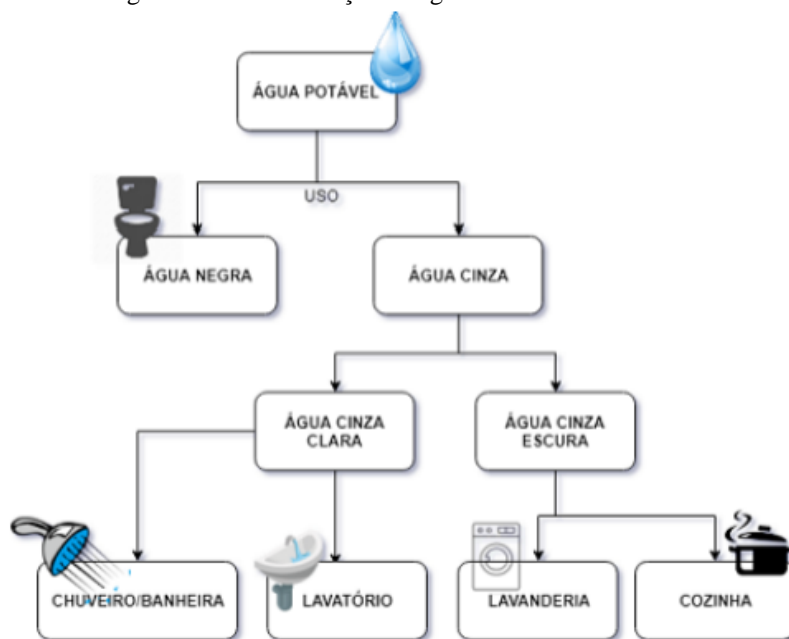 ÁGUA POTÁVEL
USO
ÁGUA NEGRA
ÁGUA CINZA
ÁGUA CINZA
CLARA
ÁGUA CINZA
ESCURA
CHUVEIRO/BANHEIRA
LAVATÓRIO
LAVANDERIA
COZINHA